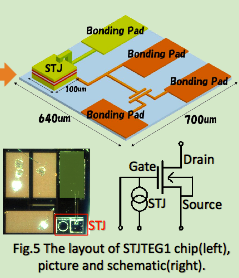 Bonding Pad
STJ
Bonding Pad
Bonding Pad
100um
Bonding Pad
640um
700um
STJ
Drain
Gate
STJ
Source
Fig.5 The layout of STJTEG1 chip(left),
picture and schematic(right).